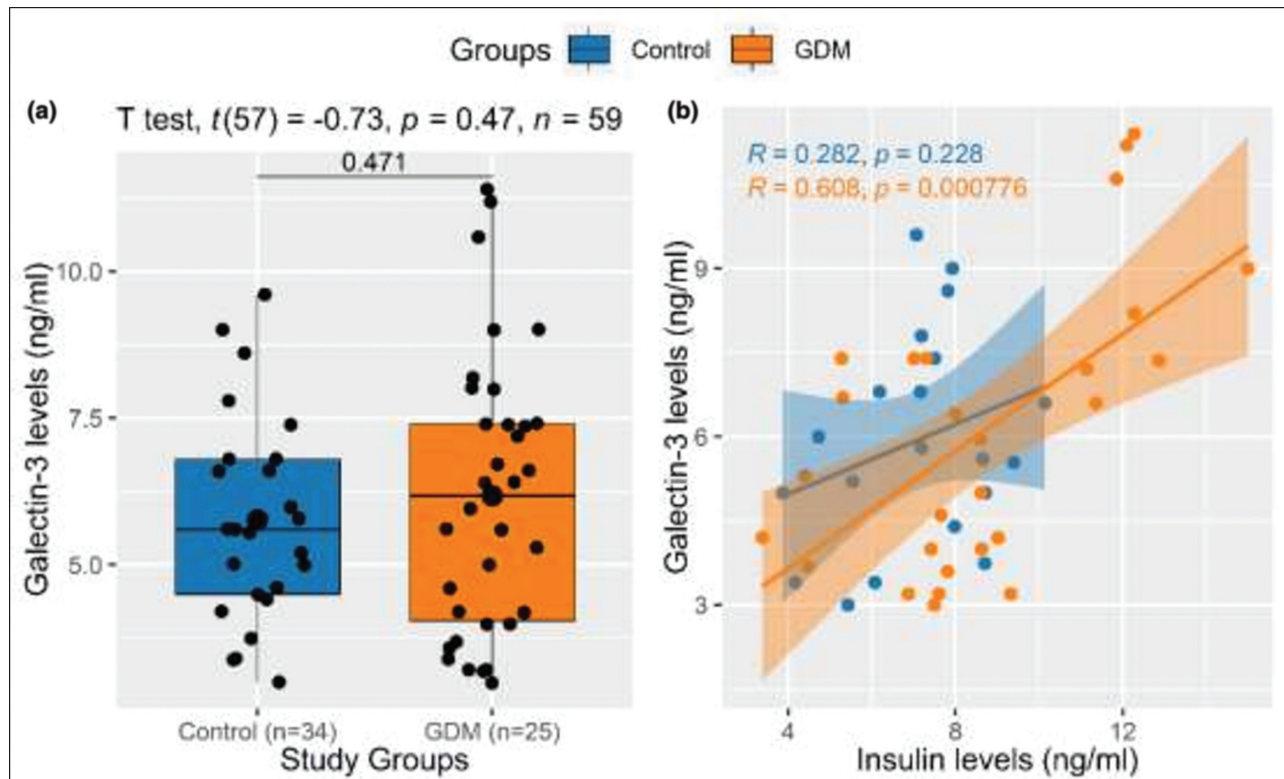 Groups Control GDM
(a) T test, t(57) = -0.73, p = 0.47, n = 59
0.471
Galectin-3 levels (ng/ml)
10.0
7.5
5.0
Control (n=34) GDM (n=25)
Study Groups
(b)
R = 0.282, p = 0.228
R = 0.608, p = 0.000776
Galectin-3 levels (ng/ml)
9
6
3
4 8 12
Insulin levels (ng/ml)